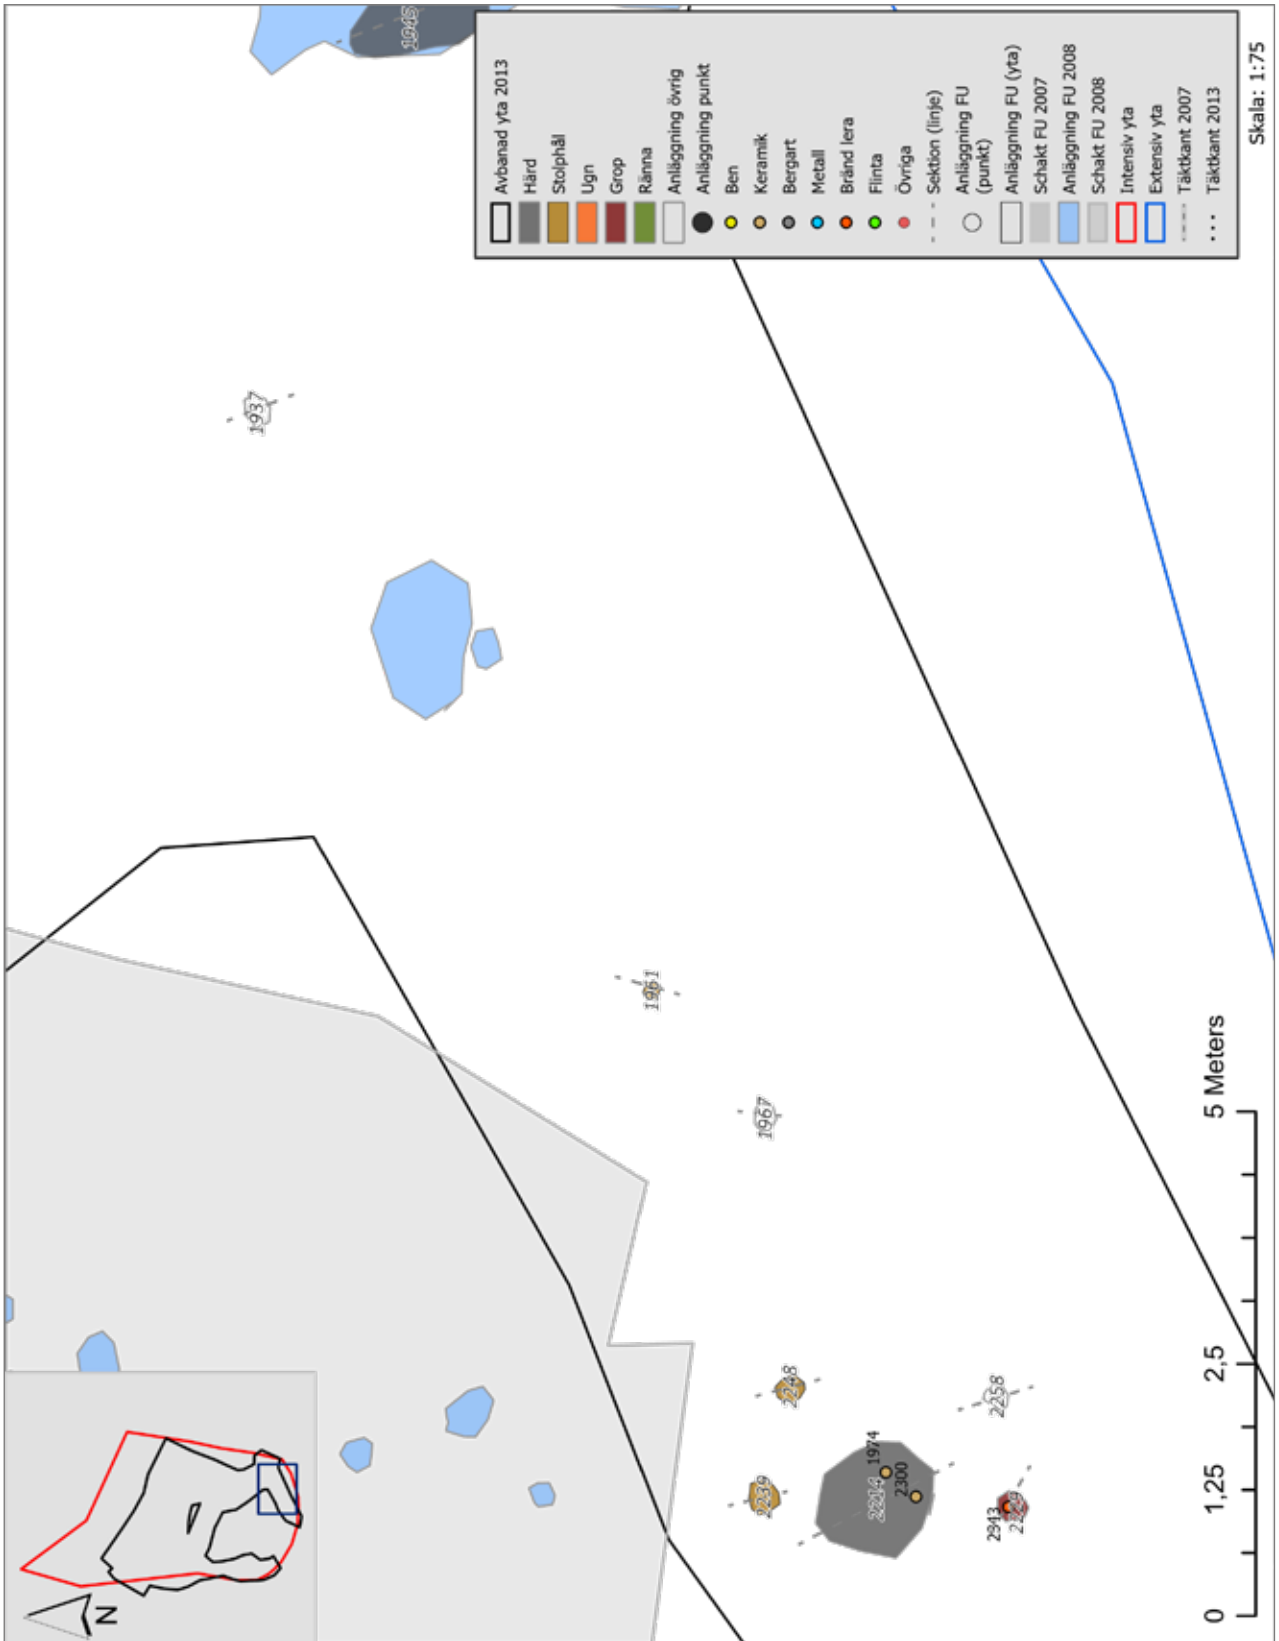 1945
Avbanad yta 2013
Härd
Stolphål
Ugn
Grop
Ränna
Anläggning övrig
Anläggning punkt
Ben
Keramik
Bergart
Metall
Bränd lera
Flinta
Övriga
Sektion (linje)
Anläggning FU
(punkt)
Anläggning FU (yta)
Schakt FU 2007
Anläggning FU 2008
Schakt FU 2008
Intensiv yta
Extensiv yta
Täktkant 2007
Täktkant 2013
Skala: 1:75
1937
1961
1967
2248
2239
2258
1974
2300
2214
2943
2229
N
0 1,25 2,5 5 Meters